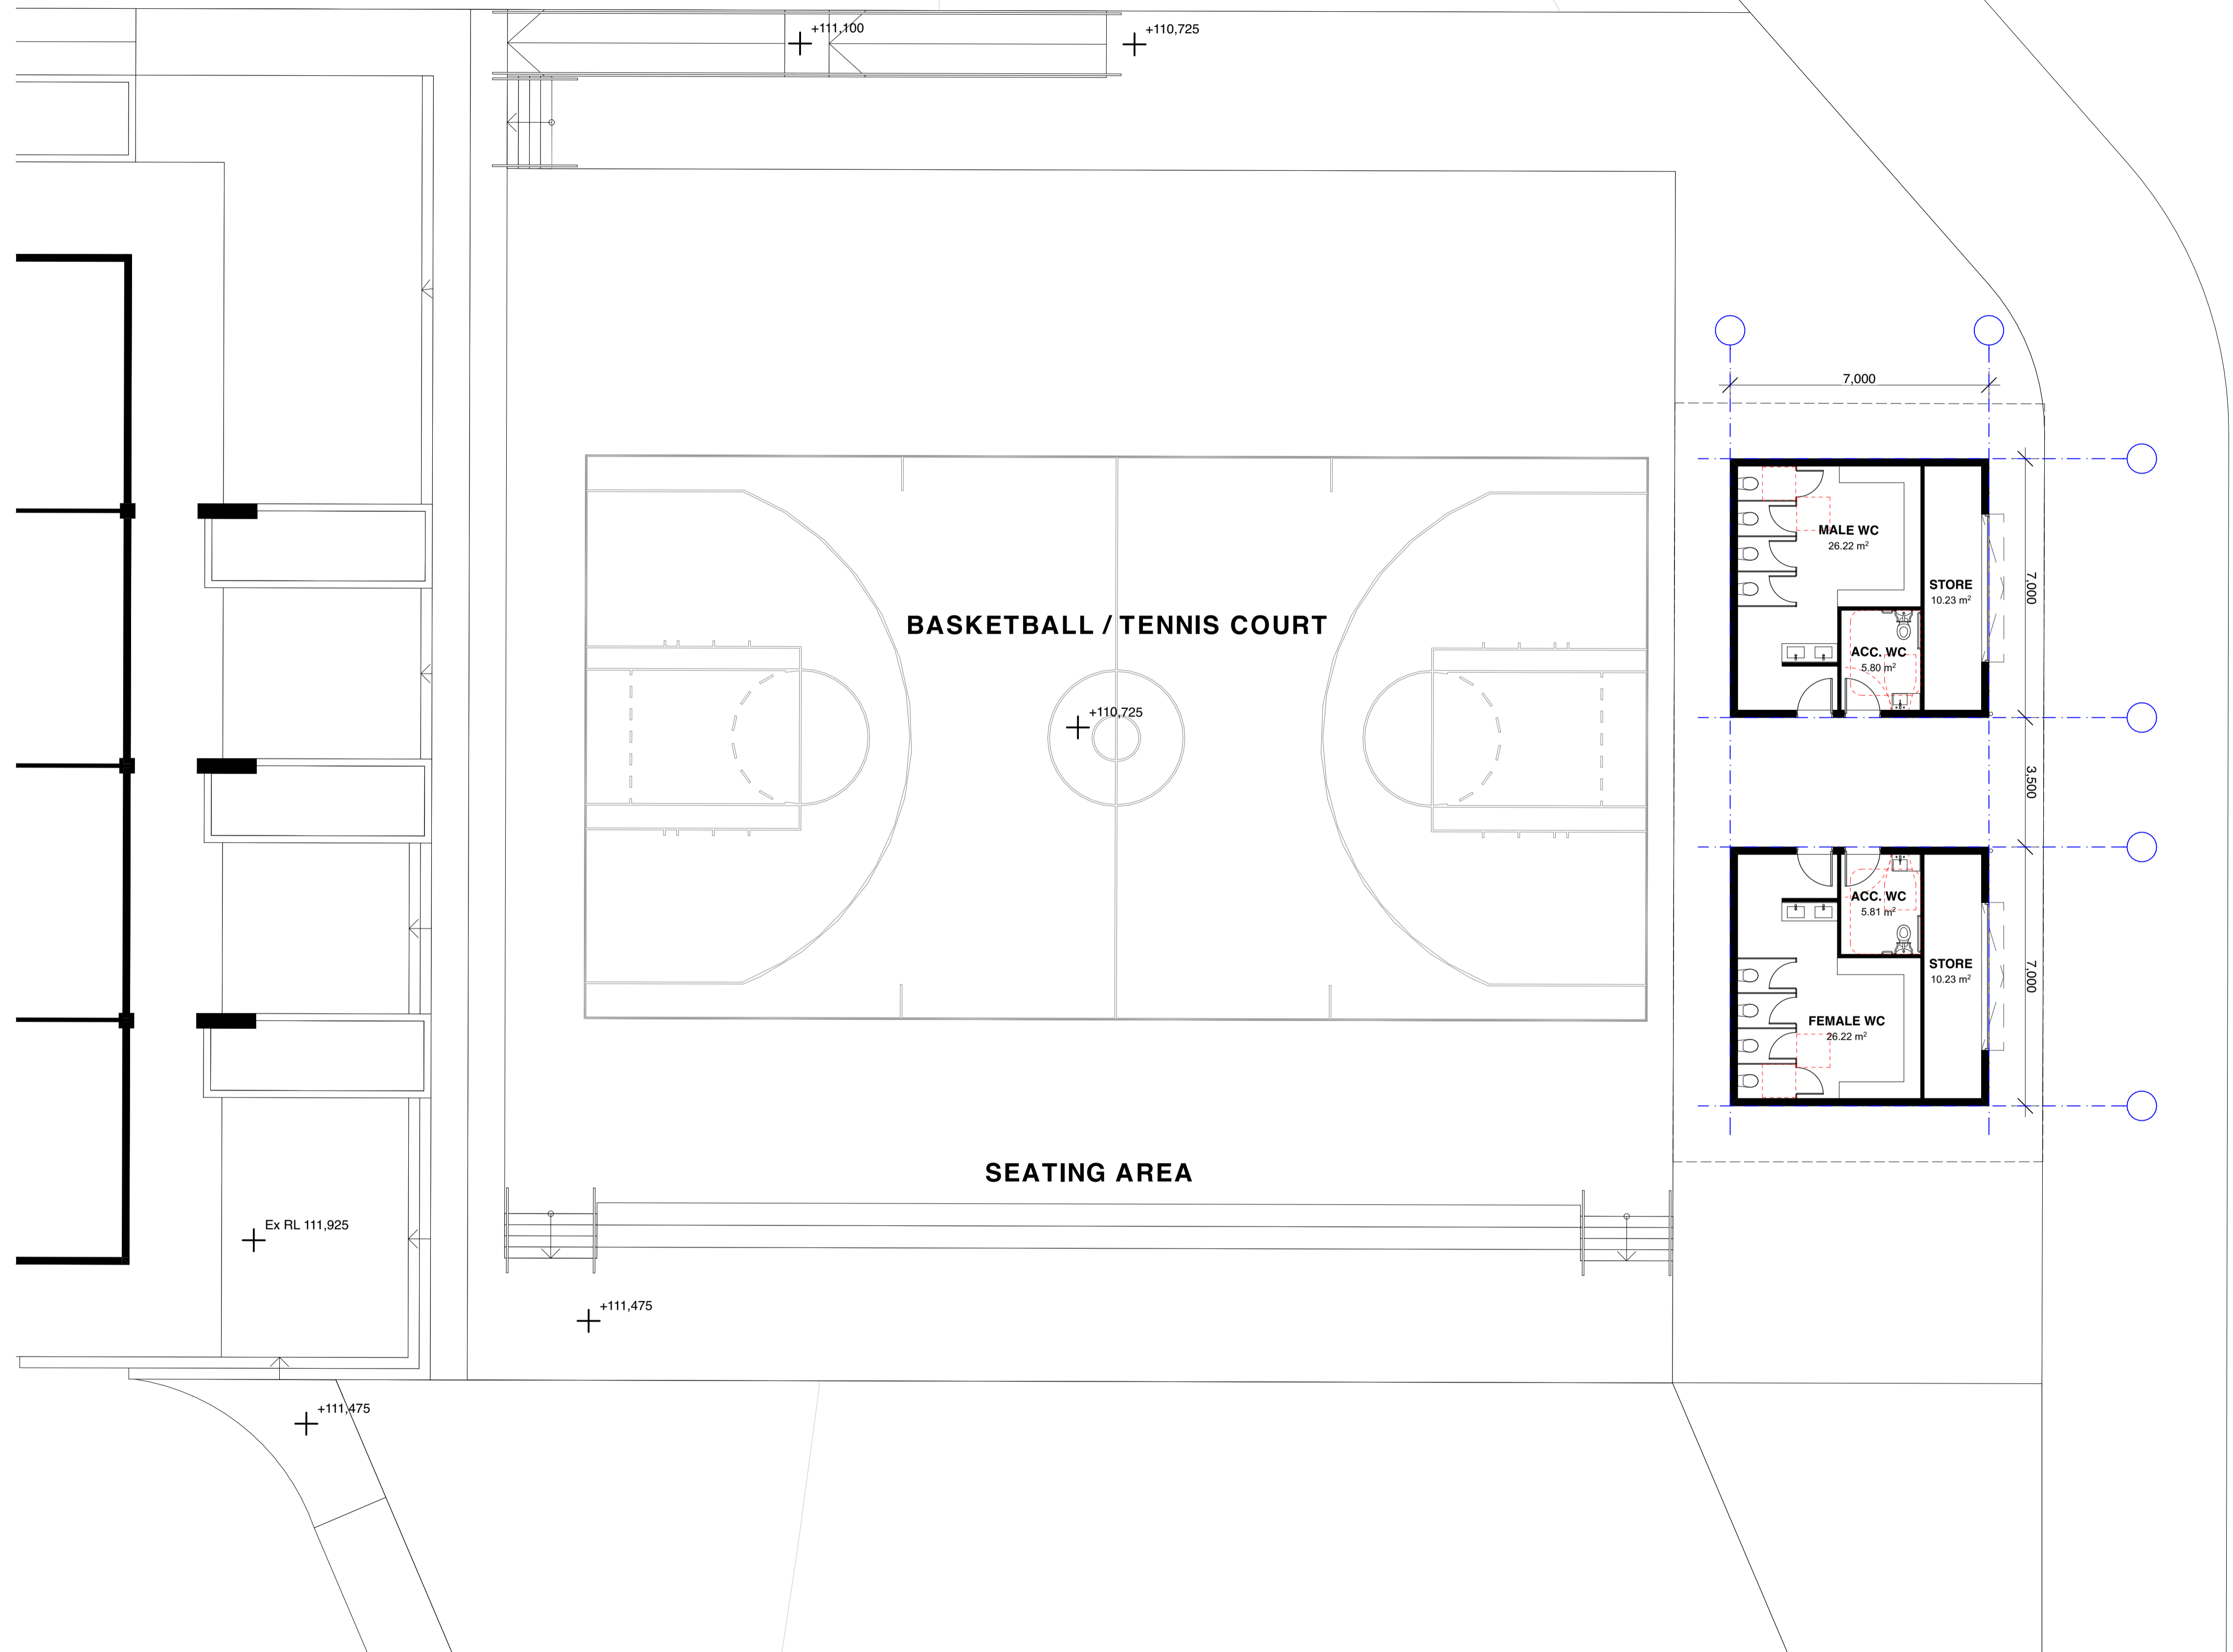 +111,100
+110,725
7,000
MALE WC
26.22 m²
STORE
10.23 m²
7,000
BASKETBALL / TENNIS COURT
ACC. WC
5.80 m²
+110,725
3,500
ACC. WC
5.81 m²
STORE
10.23 m²
7,000
FEMALE WC
26.22 m²
SEATING AREA
Ex RL 111,925
+111,475
+111,475